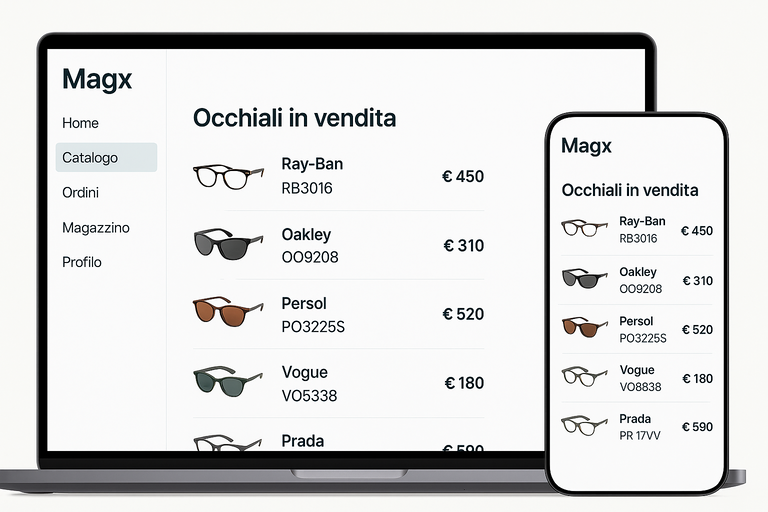 Magx
Home
Catalogo
Ordini
Magazzino
Profilo
Occhiali in vendita
Ray-Ban
RB3016
€ 450
Oakley
OO9208
€ 310
Persol
PO3225S
€ 520
Vogue
VO5338
€ 180
Prada
€ 590
Magx
Occhiali in vendita
Ray-Ban
RB3016
€ 450
Oakley
OO9208
€ 310
Persol
PO3225S
€ 520
Vogue
VO8838
€ 180
Prada
PR 17VV
€ 590